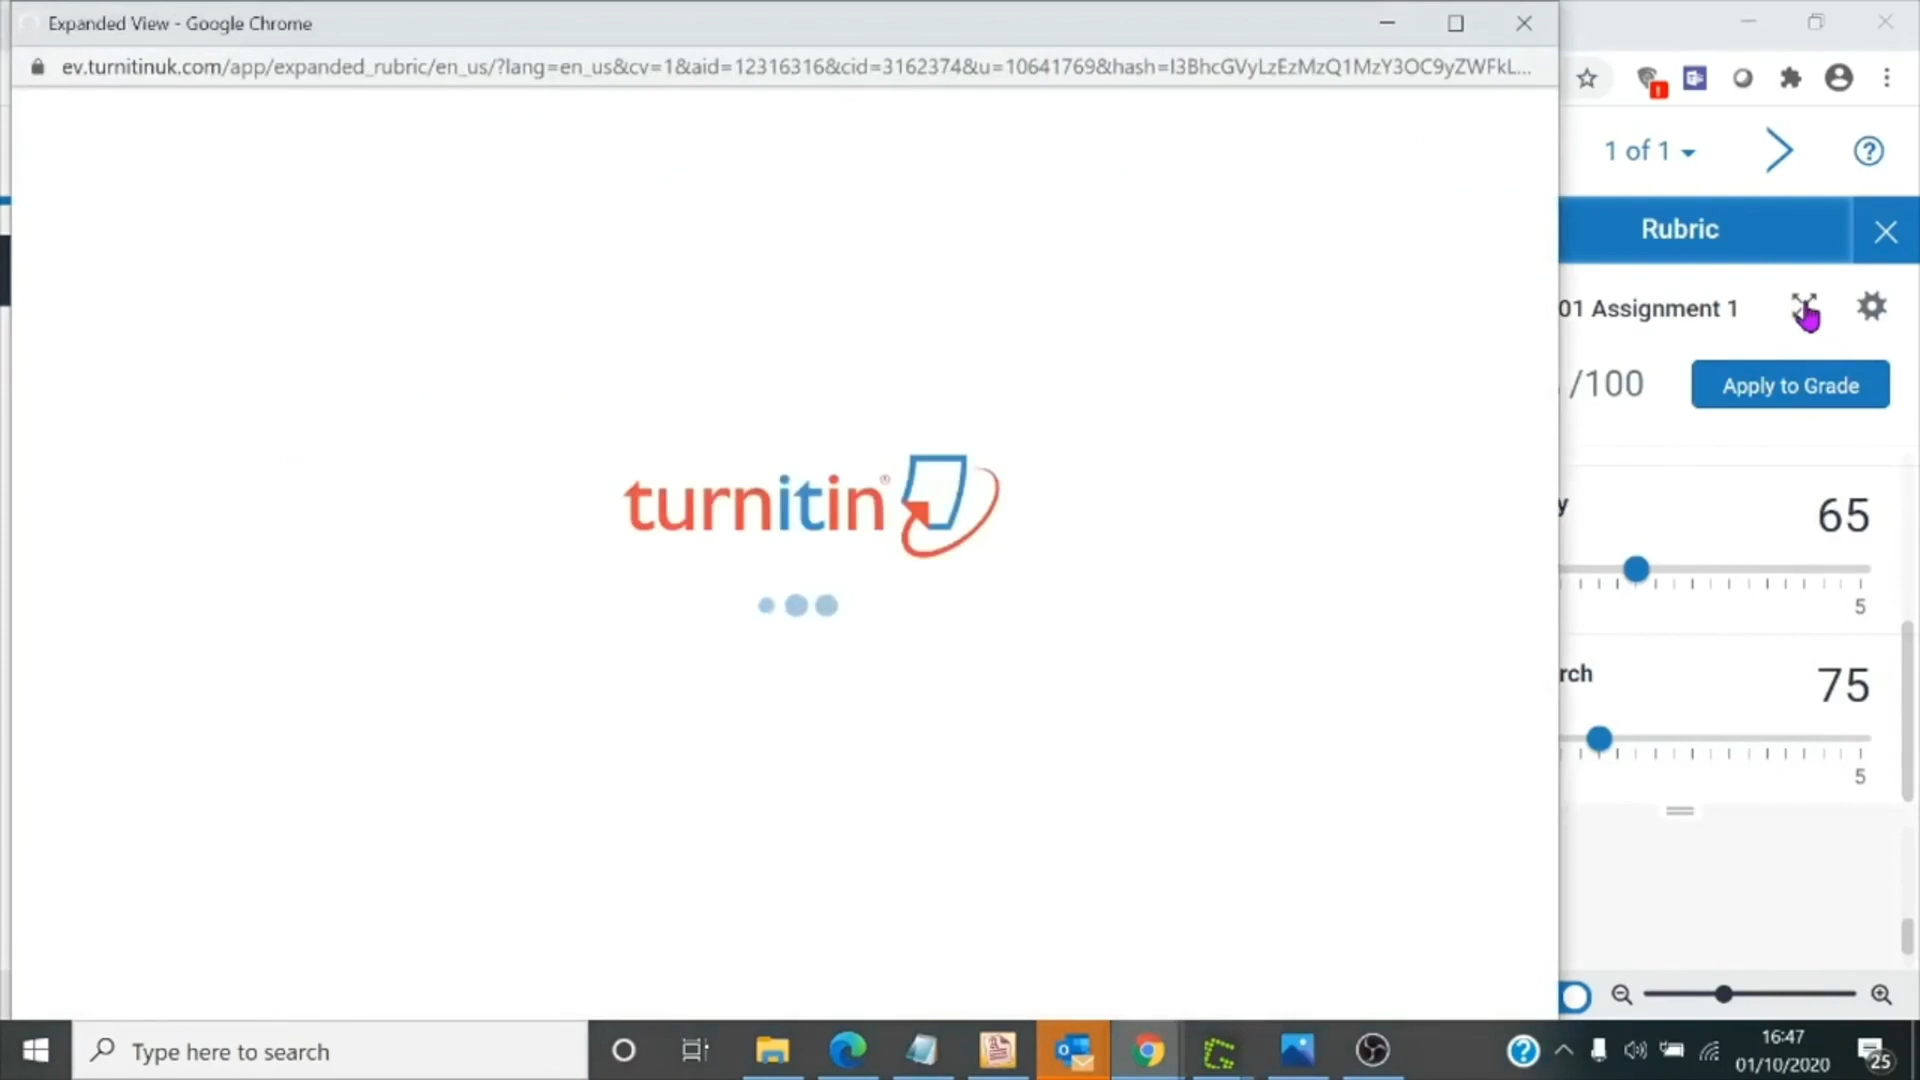 Expanded View - Google Chrome
ev.turnitinuk.com/app/expanded_rubric/en_us/?lang=en_us&cv=1&aid=12316316&cid=3162374&u=10641769&hash=I3BhcGVyLzEzMzQ1MzY3OC9yZWFkL...
1 of 1
Rubric
01 Assignment 1
/100
Apply to Grade
turnitin®
y
65
5
rch
75
5
Type here to search
16:47
01/10/2020
25